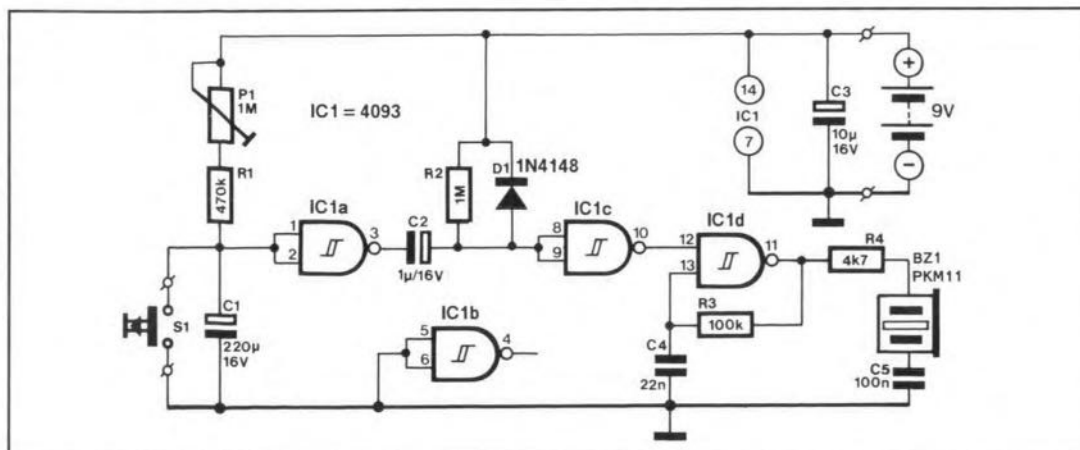 P1
1M
IC1 = 4093
R1
470k
S1
C1
220µ
16V
IC1a
1
2
3
C2
1µ/16V
R2
1M
D1
1N4148
IC1b
5
6
4
IC1c
8
9
10
IC1d
12
13
11
R3
100k
C4
22n
R4
4k7
BZ1
PKM11
C5
100n
14
IC1
7
C3
10µ
16V
+
9V
−